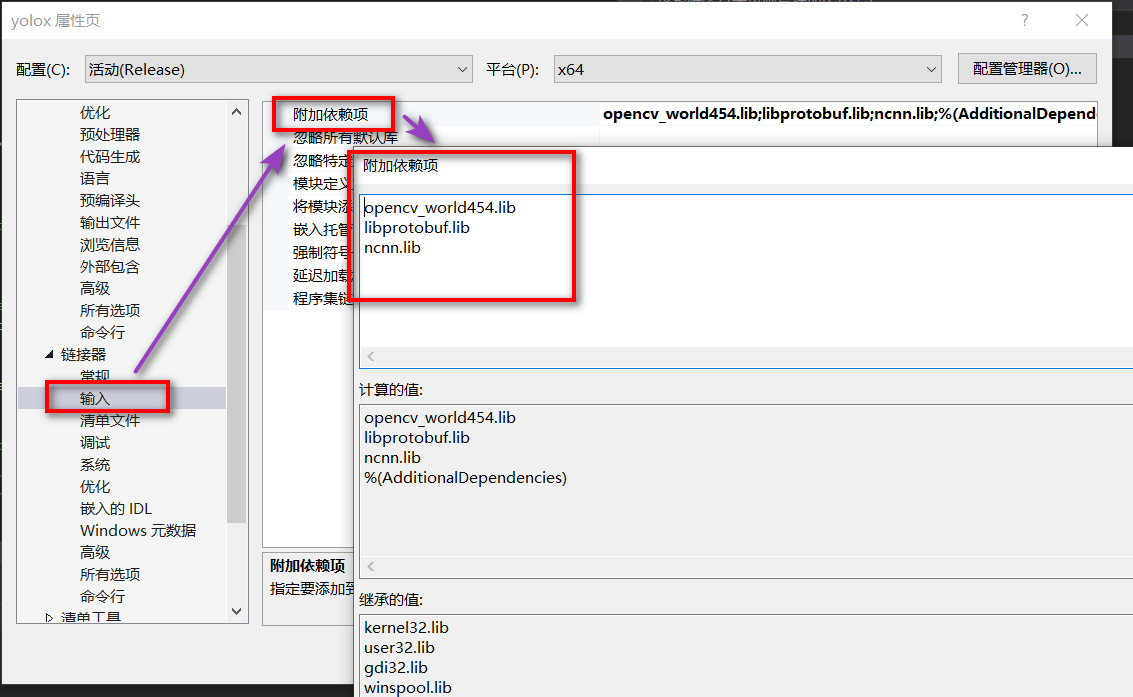 yolox 属性页
配置(C): 活动(Release) 平台(P): x64 配置管理器(O)...
优化
预处理器
代码生成
语言
预编译头
输出文件
浏览信息
外部包含
高级
所有选项
命令行
链接器
常规
输入
清单文件
调试
系统
优化
嵌入的 IDL
Windows 元数据
高级
所有选项
命令行
清单工具
附加依赖项 opencv_world454.lib;libprotobuf.lib;ncnn.lib;%(AdditionalDepend
忽略所有默认库
忽略特定
模块定义
将模块添
嵌入托管
强制符号
延迟加载
程序集链
附加依赖项
指定要添加到
附加依赖项
opencv_world454.lib
libprotobuf.lib
ncnn.lib
计算的值:
opencv_world454.lib
libprotobuf.lib
ncnn.lib
%(AdditionalDependencies)
继承的值:
kernel32.lib
user32.lib
gdi32.lib
winspool.lib